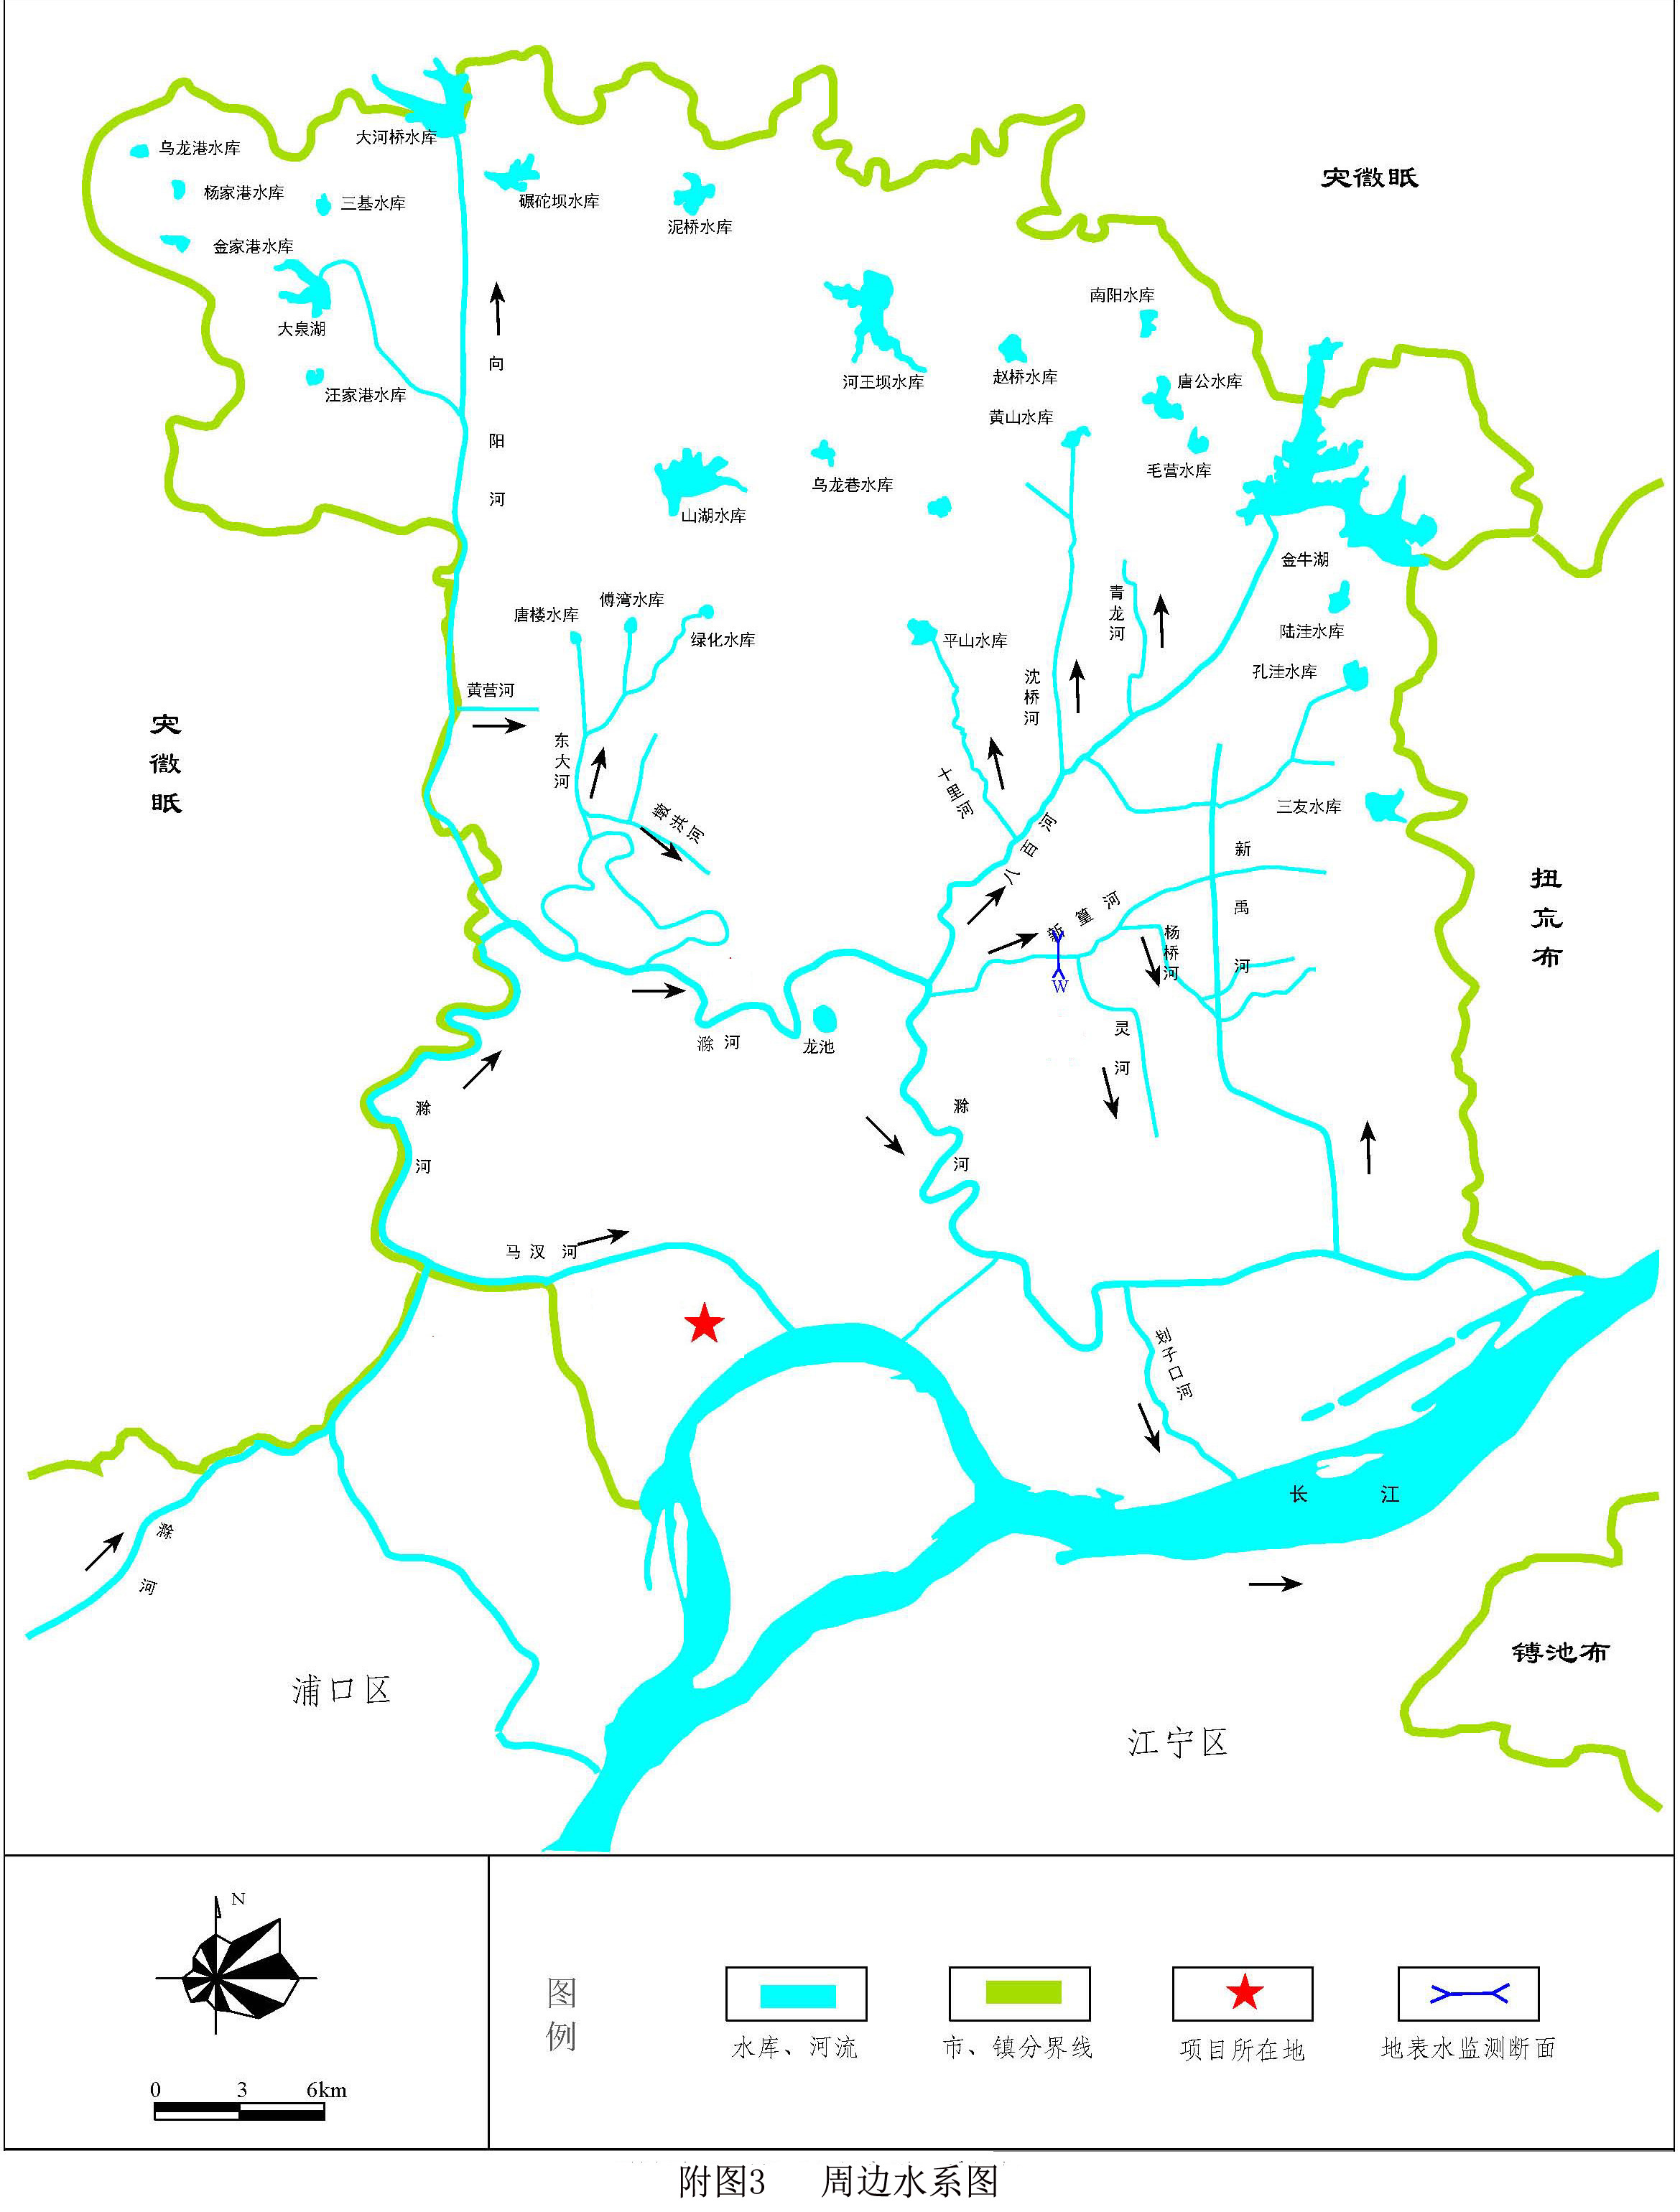 大河桥水库
乌龙港水库
杨家港水库
三基水库
碾砣坝水库
泥桥水库
金家港水库
大泉湖
汪家港水库
向阳河
南阳水库
河王坝水库
赵桥水库
唐公水库
黄山水库
毛营水库
乌龙巷水库
山湖水库
金牛湖
唐楼水库
傅湾水库
绿化水库
平山水库
青龙河
陆洼水库
孔洼水库
沈桥河
黄营河
东大河
十里河
三友水库
墩洪河
八百河
新禹河
新篁河
杨桥河
W
灵河
滁河
龙池
滁河
滁河
马汊河
划子口河
长江
滁河
浦口区
江宁区
N
0 3 6km
图例
水库、河流
市、镇分界线
项目所在地
地表水监测断面
附图3 周边水系图